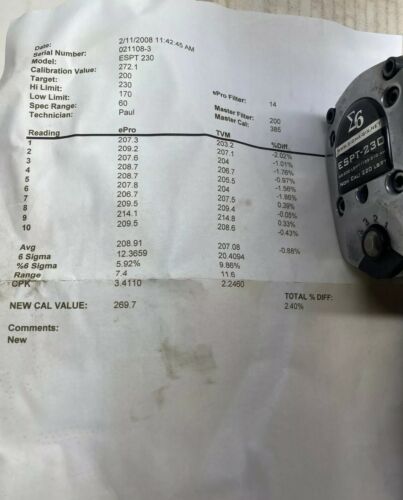 Date: 2/11/2008 11:42:45 AM
Serial Number: 021108-3
Model: ESPT 230
Calibration Value: 272.1
Target: 200
Hi Limit: 230 ePro Filter: 14
Low Limit: 170
Spec Range: 60 Master Filter: 200
Technician: Paul Master Cal: 385
Reading ePro TVM %Diff.
1 207.3 203.2 -2.02%
2 209.2 207.1 -1.01%
3 207.6 204 -1.76%
4 208.7 206.7 -0.97%
5 208.7 205.5 -1.56%
6 207.8 204 -1.86%
7 206.7 207.5 0.39%
8 209.5 209.4 -0.05%
9 214.1 214.8 0.33%
10 209.5 208.6 -0.43%
Avg 208.91 207.08 -0.88%
6 Sigma 12.3659 20.4094
%6 Sigma 5.92% 9.86%
Range 7.4 11.6
CPK 3.4110 2.2460
TOTAL % DIFF:
NEW CAL VALUE: 269.7 2.40%
Comments:
New
Σ6
ESPT-230